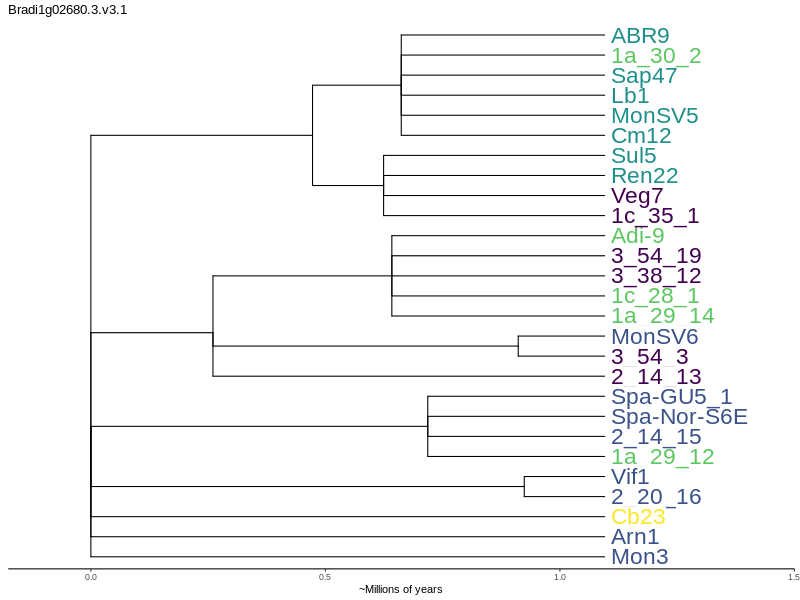 Bradi1g02680.3.v3.1
ABR9
1a_30_2
Sap47
Lb1
MonSV5
Cm12
Sul5
Ren22
Veg7
1c_35_1
Adi-9
3_54_19
3_38_12
1c_28_1
1a_29_14
MonSV6
3_54_3
2_14_13
Spa-GU5_1
Spa-Nor-S6E
2_14_15
1a_29_12
Vif1
2_20_16
Cb23
Arn1
Mon3
0.0 0.5 1.0 1.5
~Millions of years